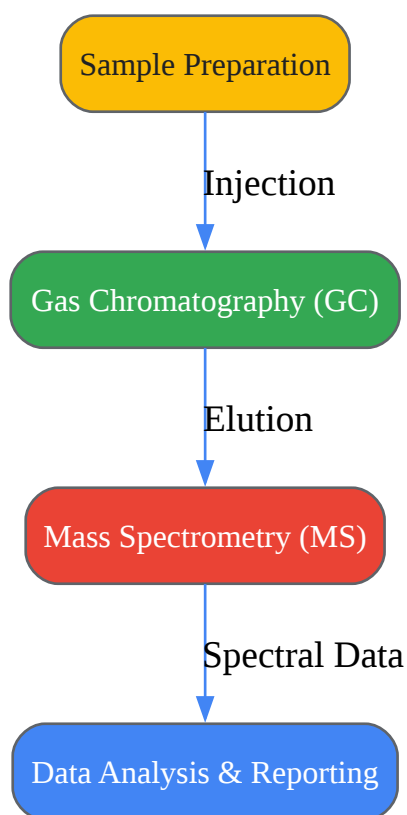 Sample Preparation
Injection
Gas Chromatography (GC)
Elution
Mass Spectrometry (MS)
Spectral Data
Data Analysis & Reporting